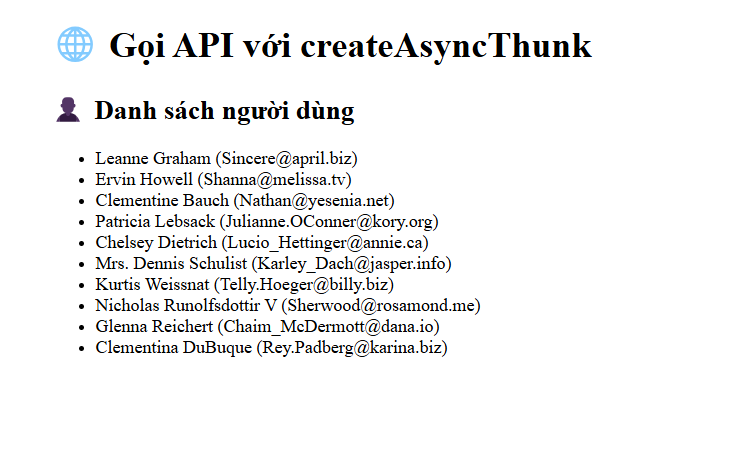 Gọi API với createAsyncThunk
Danh sách người dùng
Leanne Graham (Sincere@april.biz)
Ervin Howell (Shanna@melissa.tv)
Clementine Bauch (Nathan@yesenia.net)
Patricia Lebsack (Julianne.OConner@kory.org)
Chelsey Dietrich (Lucio_Hettinger@annie.ca)
Mrs. Dennis Schulist (Karley_Dach@jasper.info)
Kurtis Weissnat (Telly.Hoeger@billy.biz)
Nicholas Runolfsdottir V (Sherwood@rosamond.me)
Glenna Reichert (Chaim_McDermott@dana.io)
Clementina DuBuque (Rey.Padberg@karina.biz)